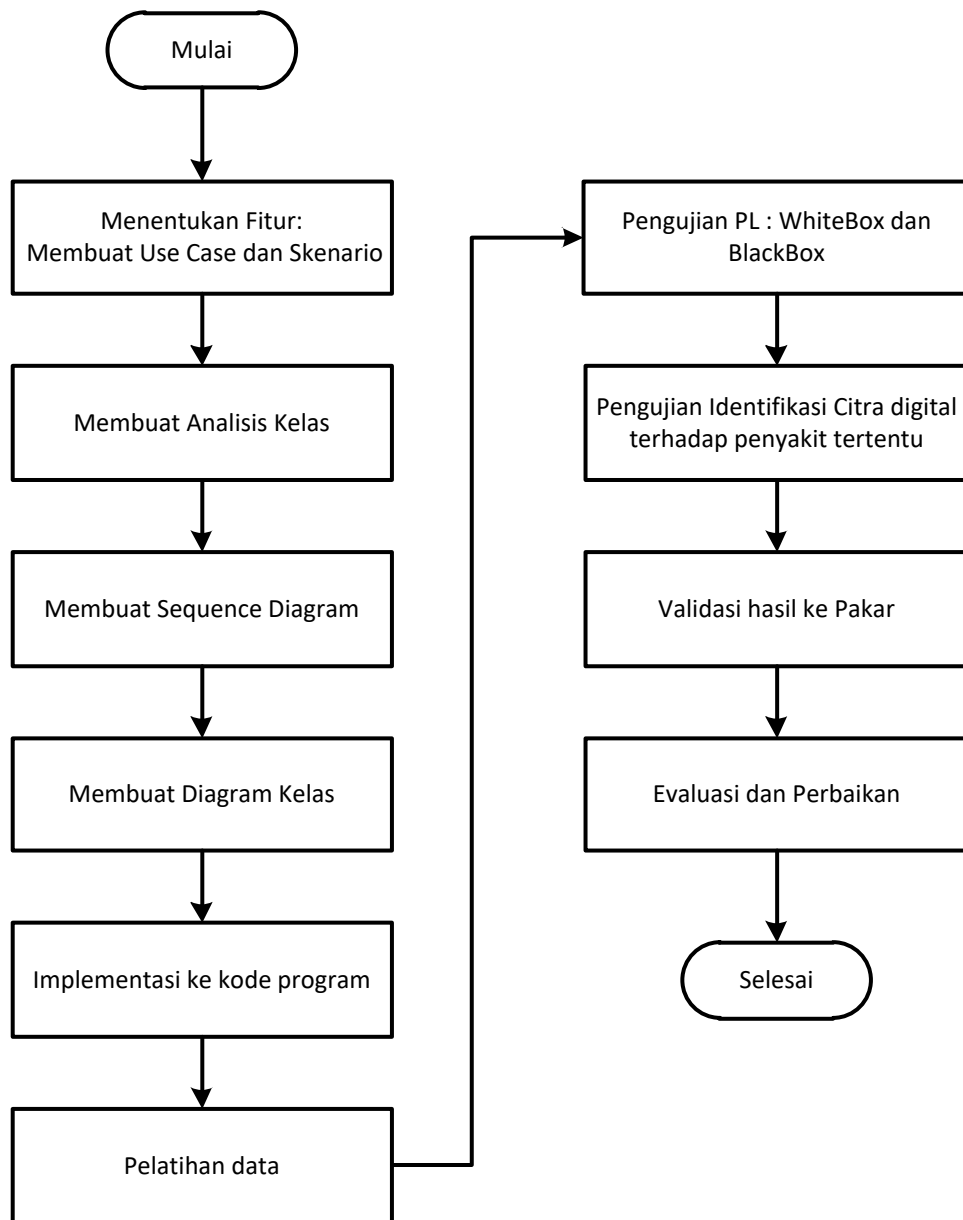 Mulai
Menentukan Fitur:
Membuat Use Case dan Skenario
Membuat Analisis Kelas
Membuat Sequence Diagram
Membuat Diagram Kelas
Implementasi ke kode program
Pelatihan data
Pengujian PL : WhiteBox dan
BlackBox
Pengujian Identifikasi Citra digital
terhadap penyakit tertentu
Validasi hasil ke Pakar
Evaluasi dan Perbaikan
Selesai